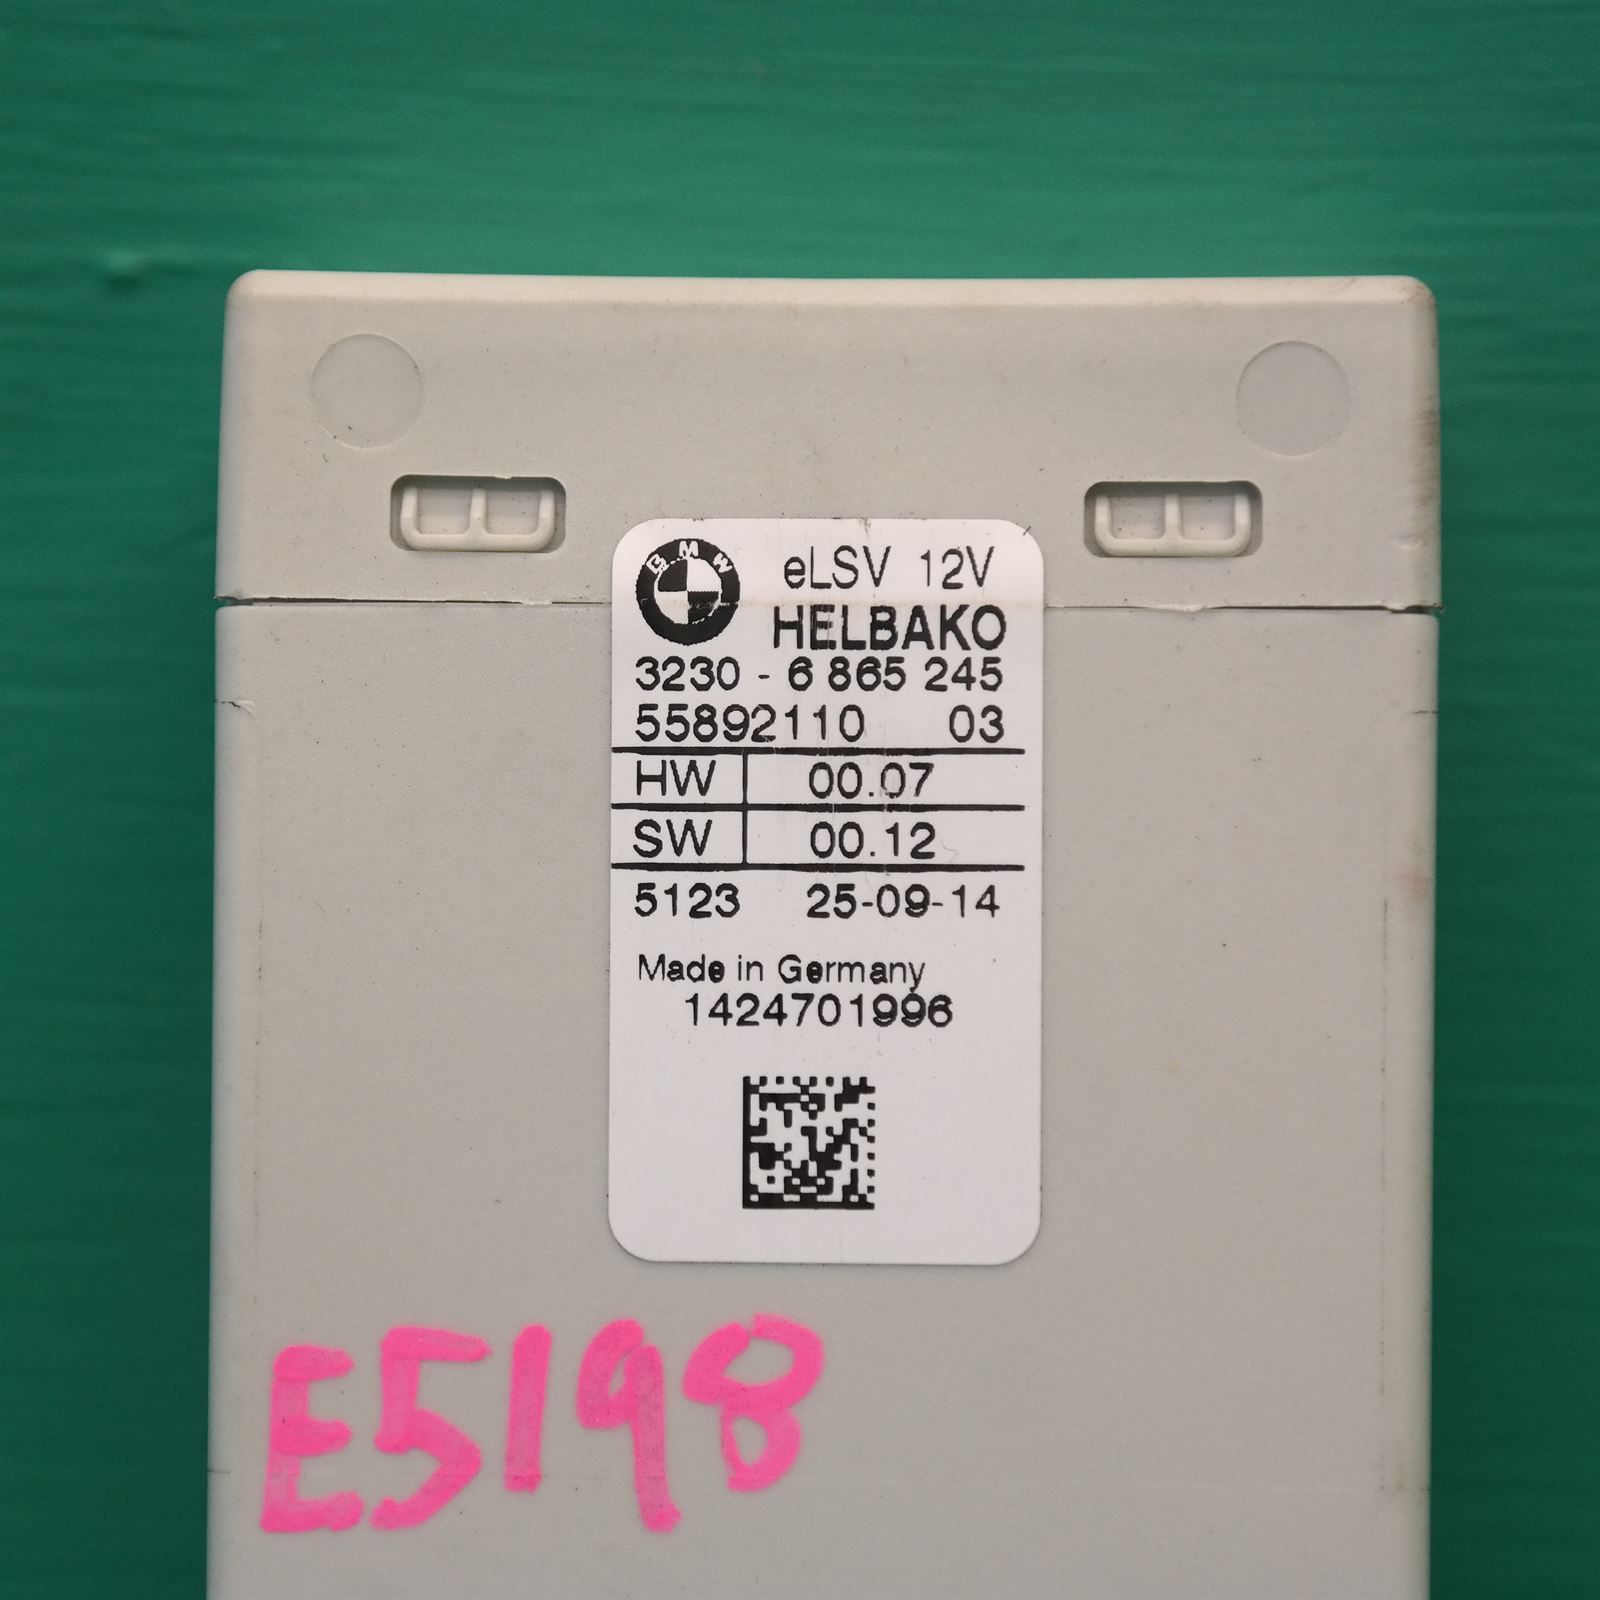 BMW
eLSV 12V
HELBAKO
3230 - 6 865 245
55892110 03
HW 00.07
SW 00.12
5123 25-09-14
Made in Germany
1424701996
E5198